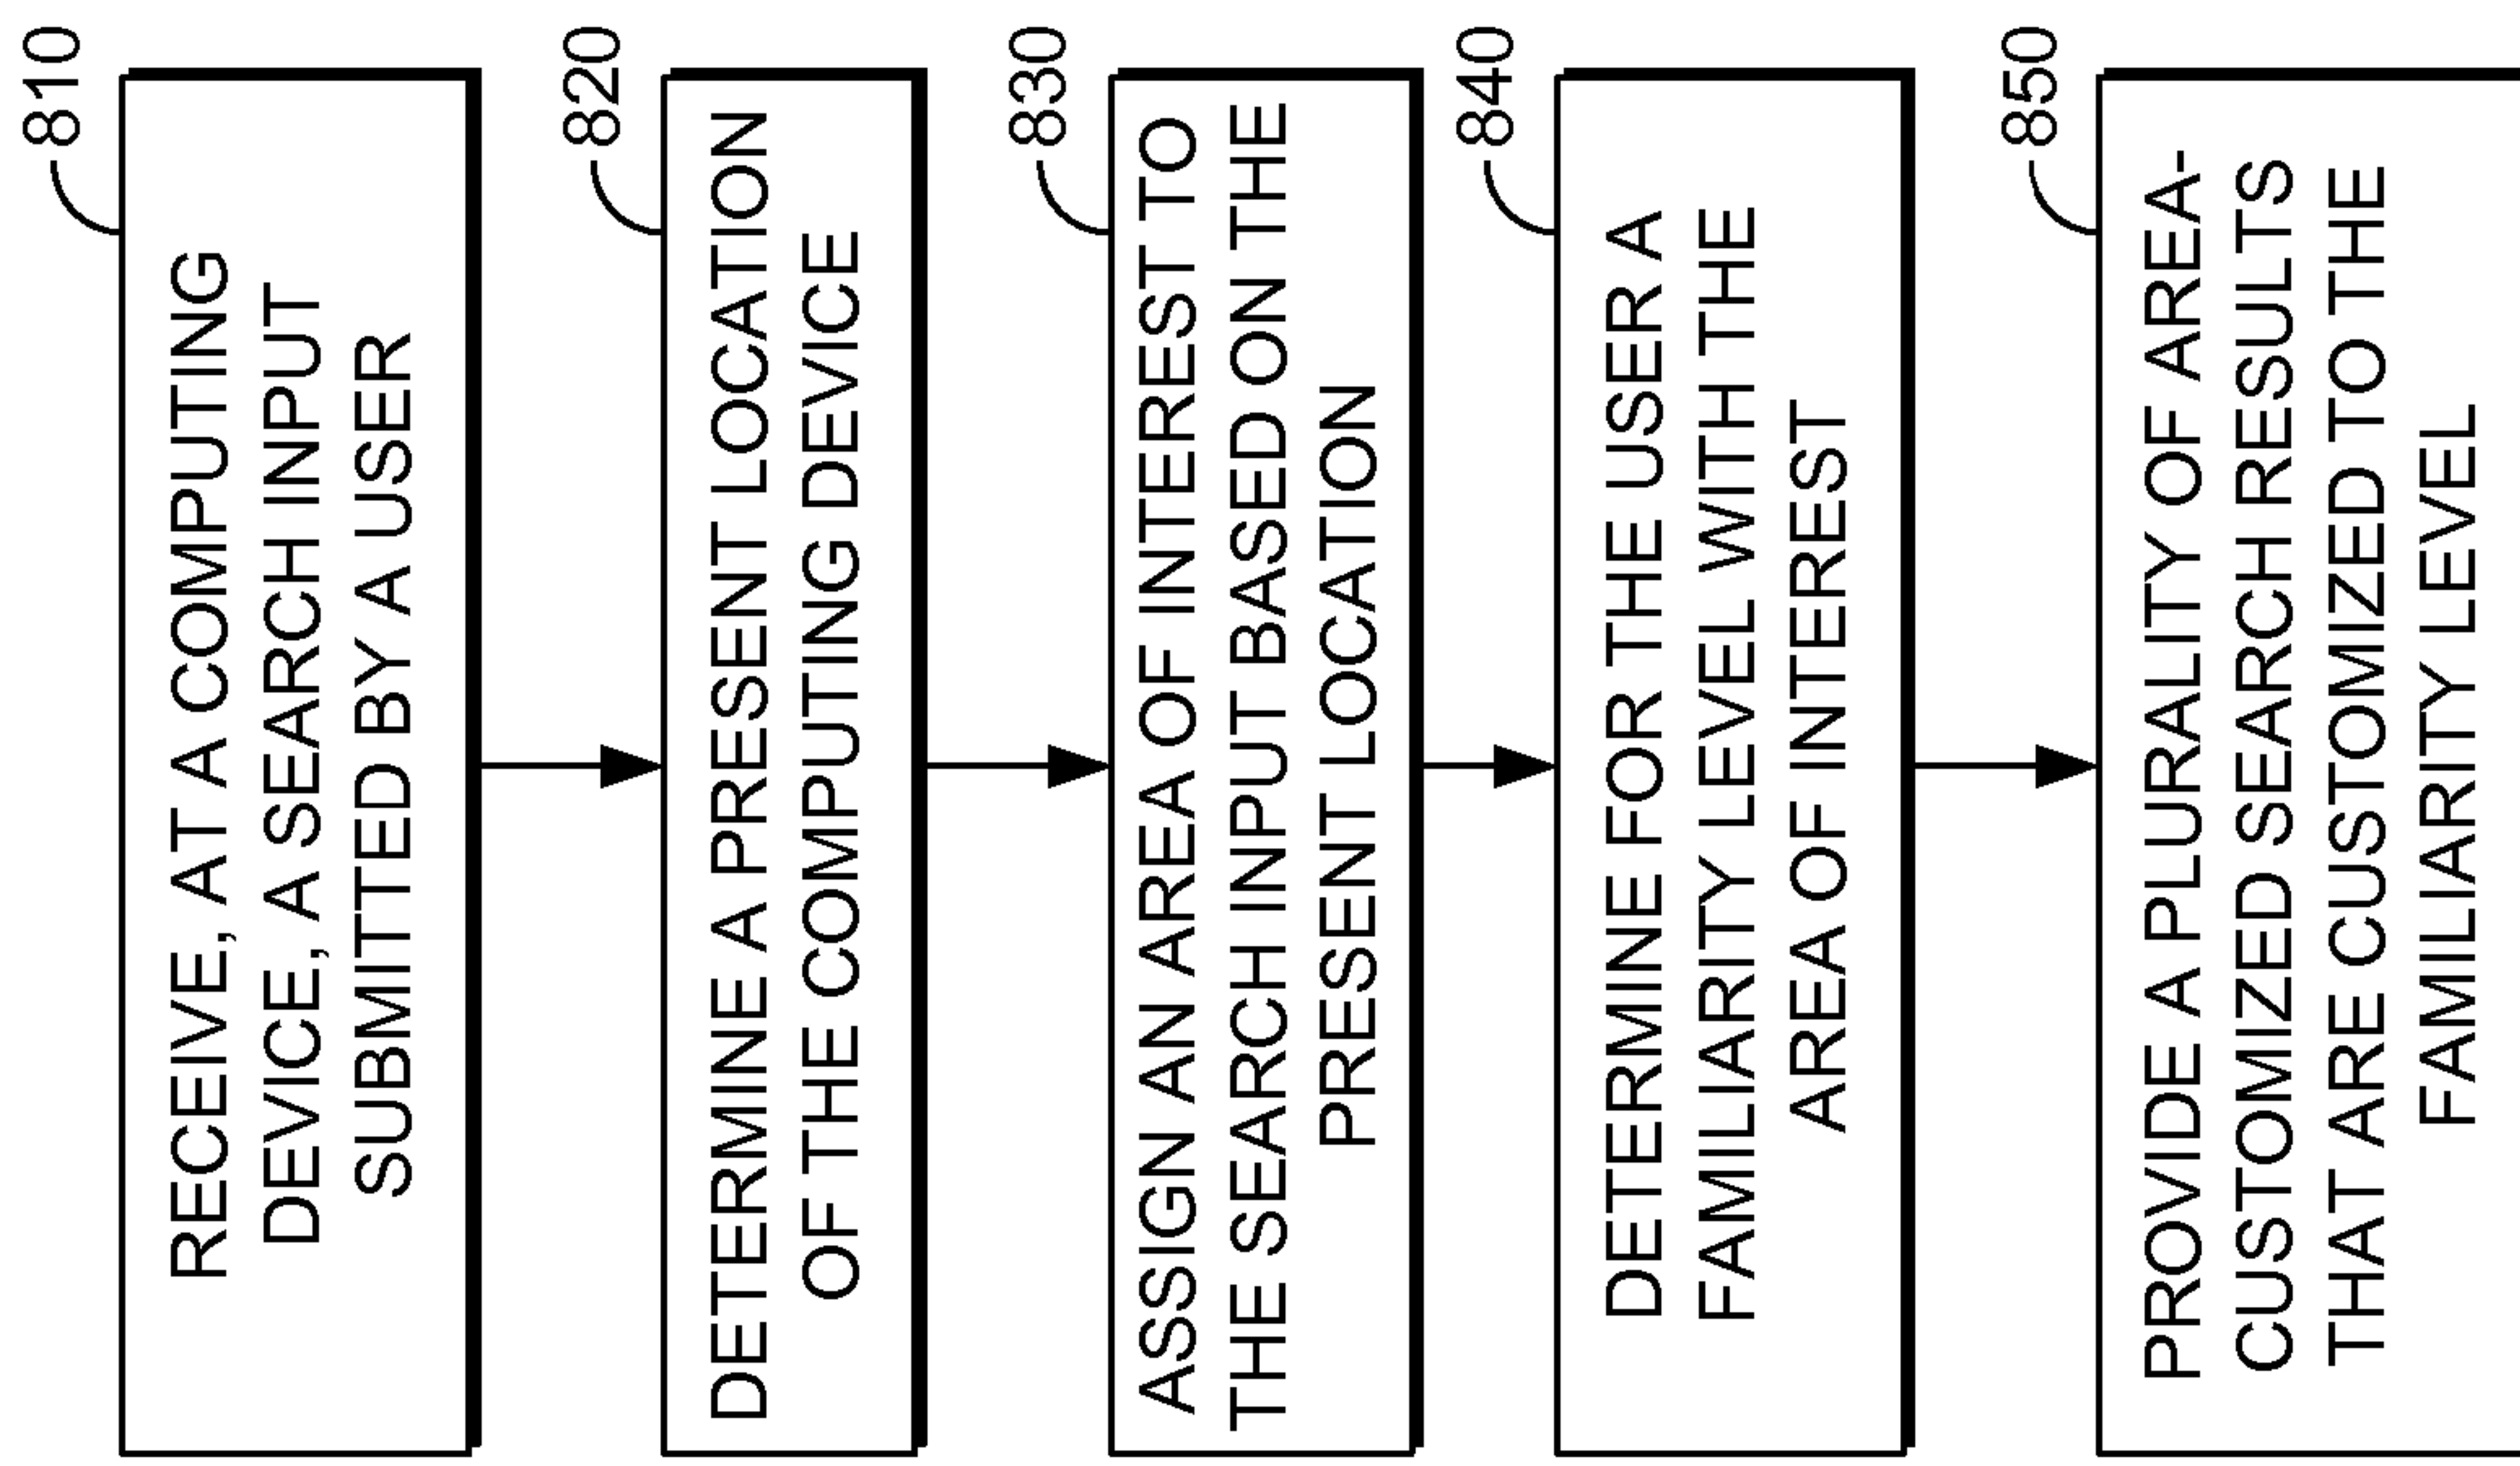 810
RECEIVE, AT A COMPUTING
DEVICE, A SEARCH INPUT
SUBMITTED BY A USER
820
DETERMINE A PRESENT LOCATION
OF THE COMPUTING DEVICE
830
ASSIGN AN AREA OF INTEREST TO
THE SEARCH INPUT BASED ON THE
PRESENT LOCATION
840
DETERMINE FOR THE USER A
FAMILIARITY LEVEL WITH THE
AREA OF INTEREST
850
PROVIDE A PLURALITY OF AREA-
CUSTOMIZED SEARCH RESULTS
THAT ARE CUSTOMIZED TO THE
FAMILIARITY LEVEL